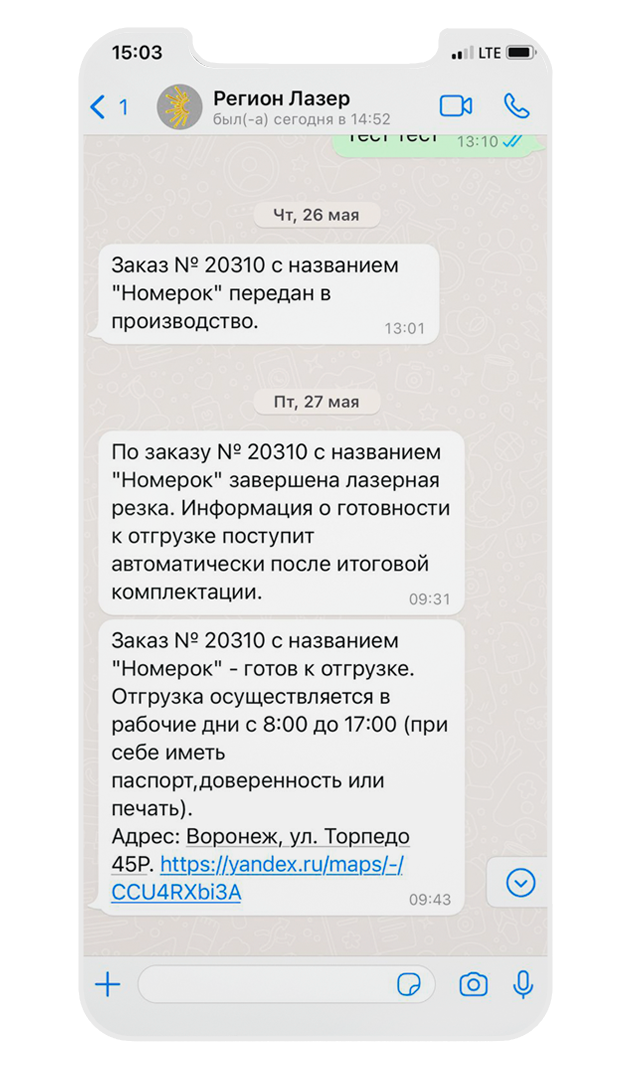 15:03
LTE
1
Регион Лазер
был(-а) сегодня в 14:52
Тест тест
13:10
Чт, 26 мая
Заказ № 20310 с названием
"Номерок" передан в
производство.
13:01
Пт, 27 мая
По заказу № 20310 с названием
"Номерок" завершена лазерная
резка. Информация о готовности
к отгрузке поступит
автоматически после итоговой
комплектации.
09:31
Заказ № 20310 с названием
"Номерок" - готов к отгрузке.
Отгрузка осуществляется в
рабочие дни с 8:00 до 17:00 (при
себе иметь
паспорт,доверенность или
печать).
Адрес: Воронеж, ул. Торпедо
45Р. https://yandex.ru/maps/-/
CCU4RXbi3A
09:43